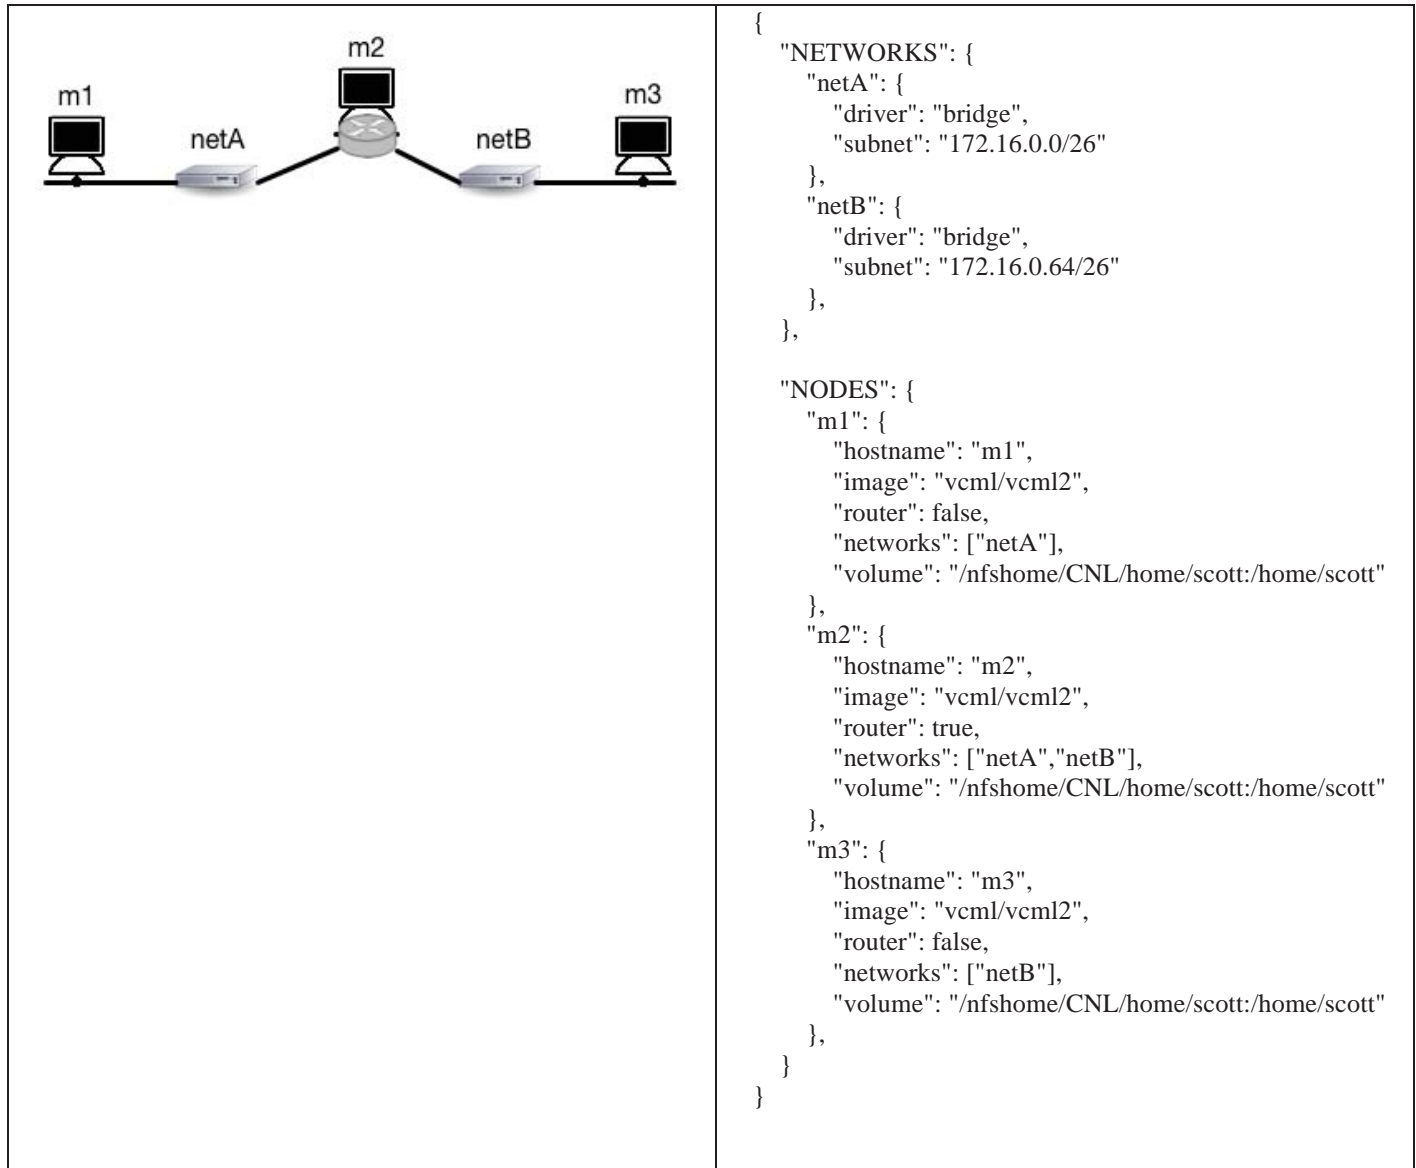 m2
m1
m3
netA
netB
{
"NETWORKS": {
"netA": {
"driver": "bridge",
"subnet": "172.16.0.0/26"
},
"netB": {
"driver": "bridge",
"subnet": "172.16.0.64/26"
},
},
"NODES": {
"m1": {
"hostname": "m1",
"image": "vcml/vcml2",
"router": false,
"networks": ["netA"],
"volume": "/nfshome/CNL/home/scott:/home/scott"
},
"m2": {
"hostname": "m2",
"image": "vcml/vcml2",
"router": true,
"networks": ["netA","netB"],
"volume": "/nfshome/CNL/home/scott:/home/scott"
},
"m3": {
"hostname": "m3",
"image": "vcml/vcml2",
"router": false,
"networks": ["netB"],
"volume": "/nfshome/CNL/home/scott:/home/scott"
},
}
}